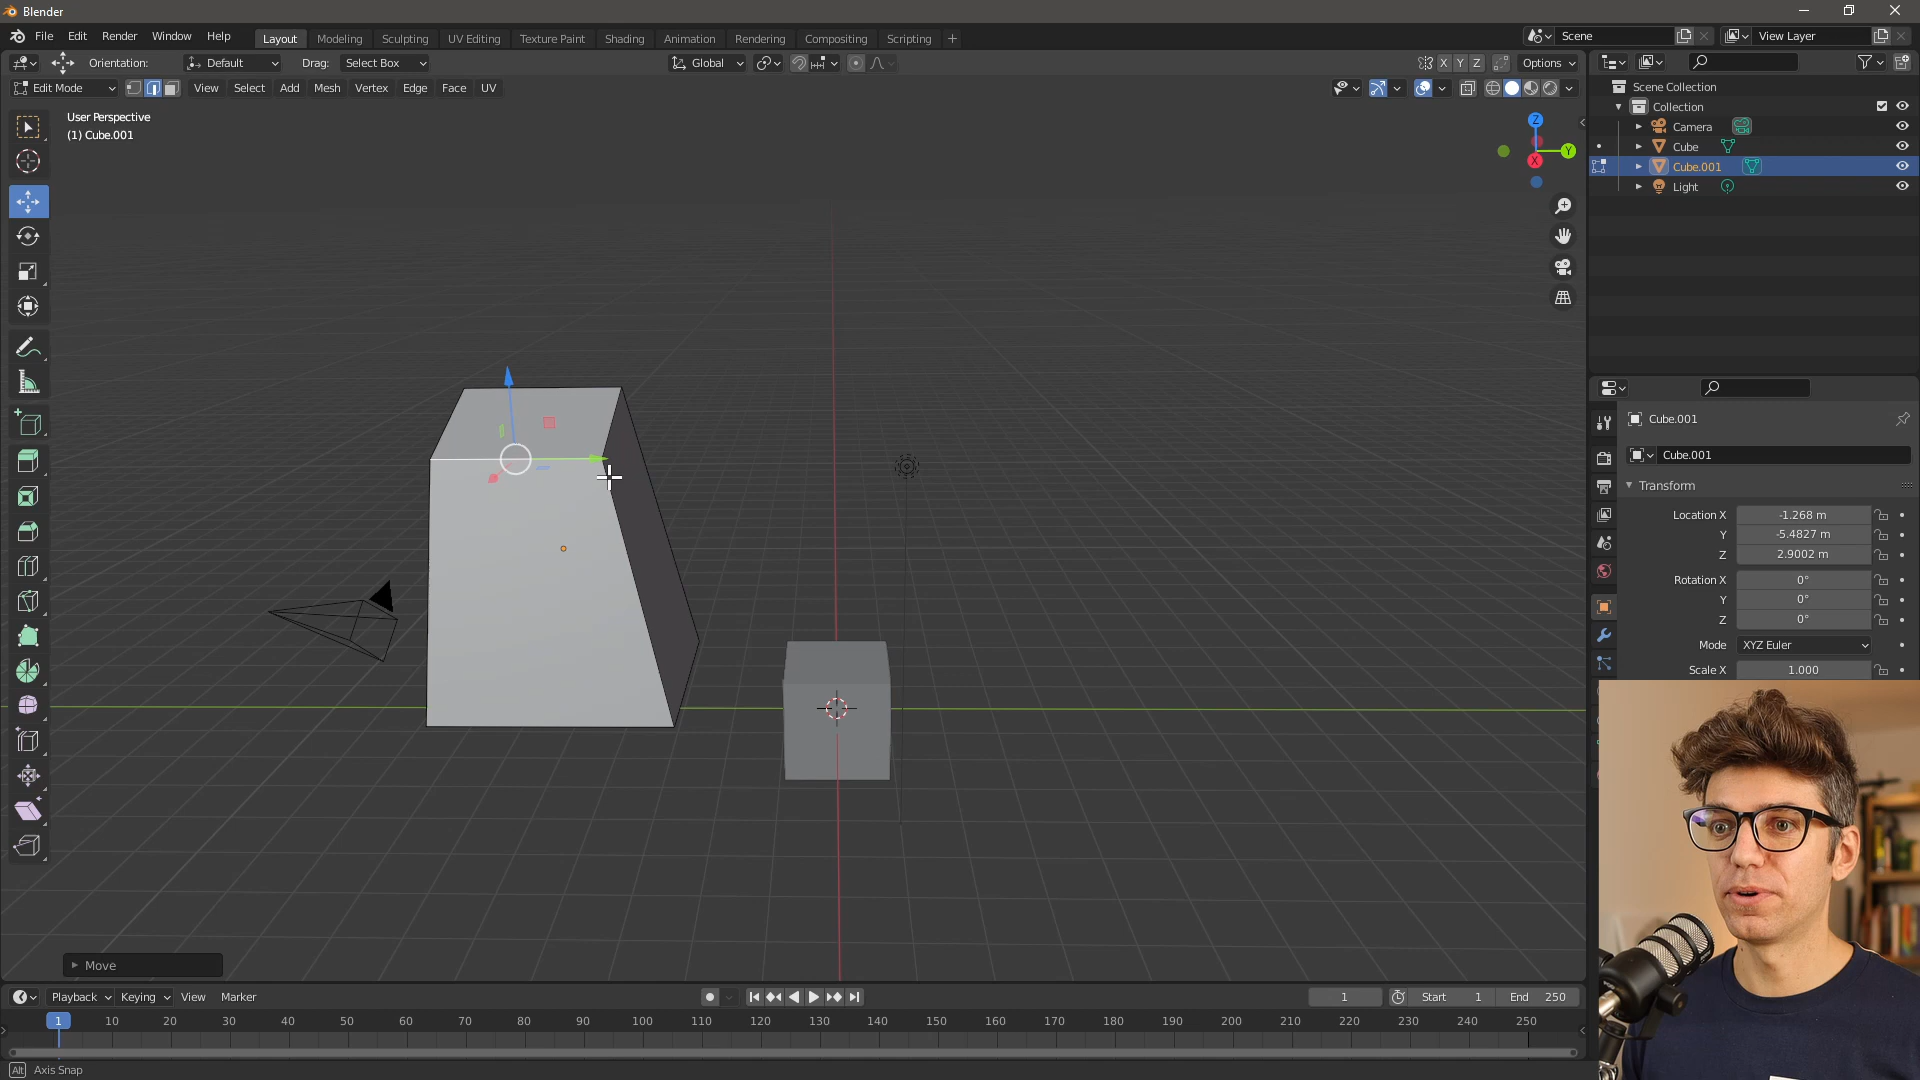 Blender
File Edit Render Window Help
Layout Modeling Sculpting UV Editing Texture Paint Shading Animation Rendering Compositing Scripting +
Scene
View Layer
Orientation: Default Drag: Select Box
Global
X Y Z Options
Edit Mode View Select Add Mesh Vertex Edge Face UV
User Perspective
(1) Cube.001
Z
Y
X
Scene Collection
Collection
Camera
Cube
Cube.001
Light
Cube.001
Cube.001
Transform
Location X -1.268 m
Y -5.4827 m
Z 2.9002 m
Rotation X 0°
Y 0°
Z 0°
Mode XYZ Euler
Scale X 1.000
Move
Playback Keying View Marker
1 Start 1 End 250
1 10 20 30 40 50 60 70 80 90 100 110 120 130 140 150 160 170 180 190 200 210 220 230 240 250
Alt Axis Snap